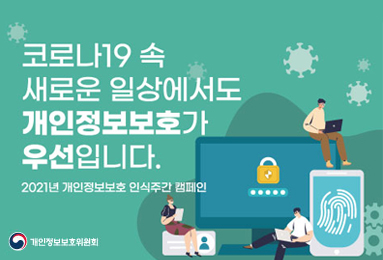 코로나19 속
새로운 일상에서도
개인정보보호가
우선입니다.
2021년 개인정보보호 인식주간 캠페인
개인정보보호위원회